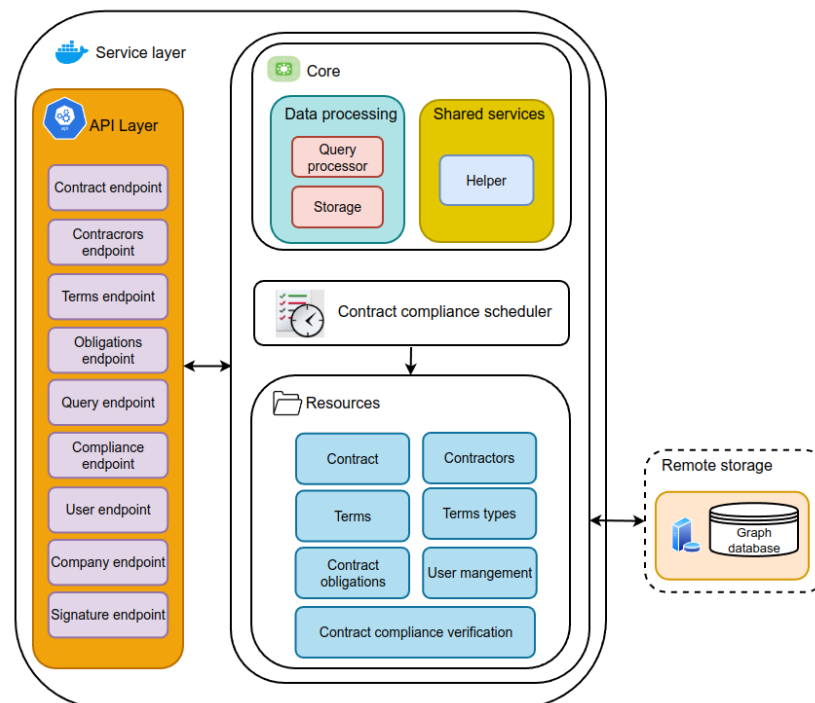 Service layer
API Layer
Contract endpoint
Contracrors
endpoint
Terms endpoint
Obligations
endpoint
Query endpoint
Compliance
endpoint
User endpoint
Company endpoint
Signature endpoint
Core
Data processing
Query
processor
Storage
Shared services
Helper
Contract compliance scheduler
Resources
Contract
Contractors
Terms
Terms types
Contract
obligations
User mangement
Contract compliance verification
Remote storage
Graph
database